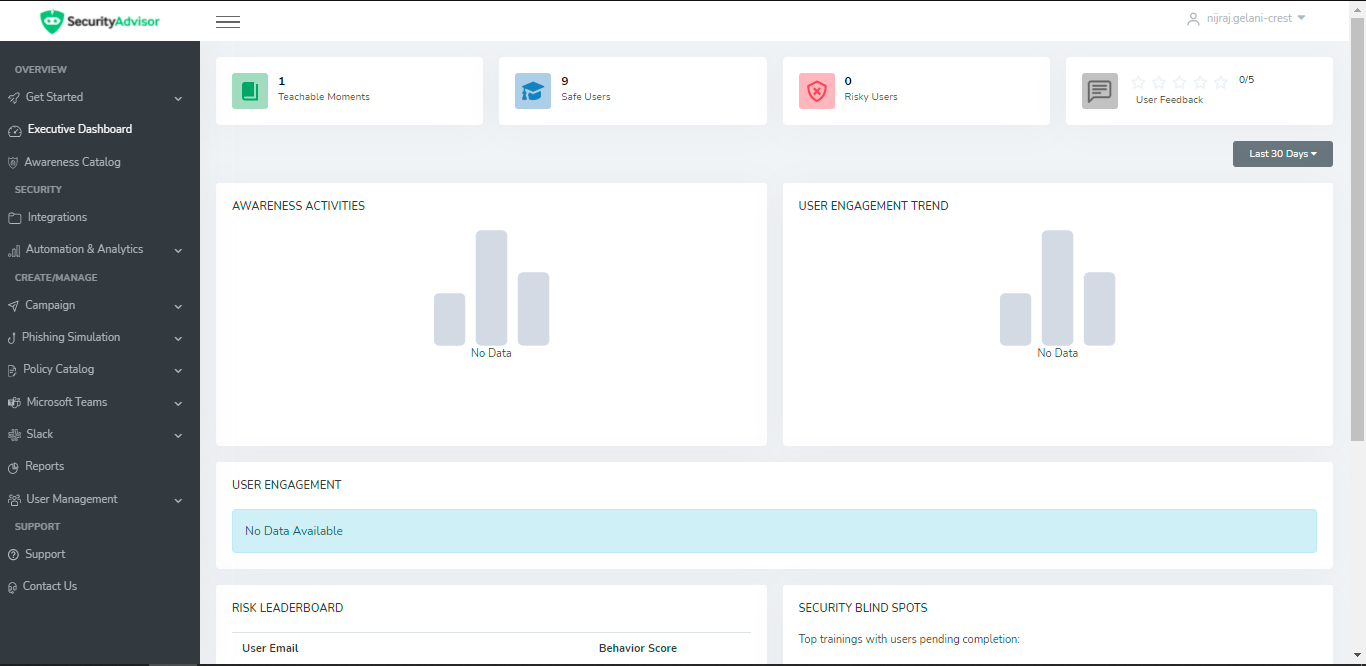 SecurityAdvisor
nijraj.gelani-crest
OVERVIEW
Get Started
Executive Dashboard
Awareness Catalog
SECURITY
Integrations
Automation & Analytics
CREATE/MANAGE
Campaign
Phishing Simulation
Policy Catalog
Microsoft Teams
Slack
Reports
User Management
SUPPORT
Support
Contact Us
1
Teachable Moments
9
Safe Users
0
Risky Users
0/5
User Feedback
Last 30 Days
AWARENESS ACTIVITIES
No Data
USER ENGAGEMENT TREND
No Data
USER ENGAGEMENT
No Data Available
RISK LEADERBOARD
User Email Behavior Score
SECURITY BLIND SPOTS
Top trainings with users pending completion: